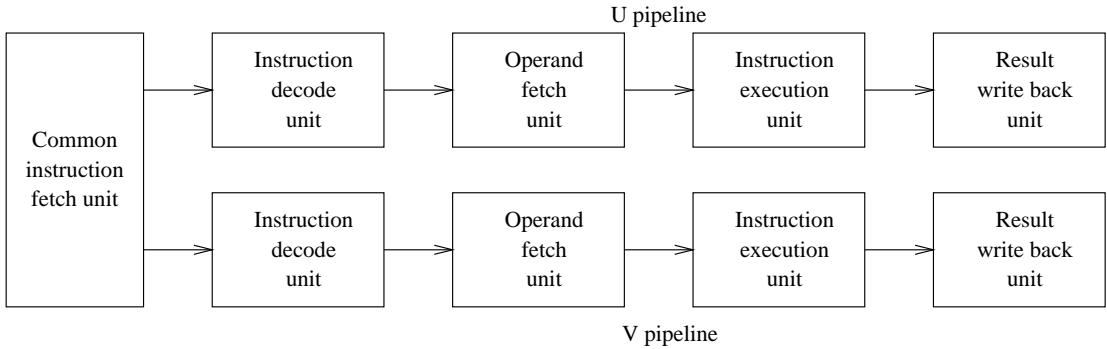 U pipeline
Common
instruction
fetch unit
Instruction
decode
unit
Operand
fetch
unit
Instruction
execution
unit
Result
write back
unit
Instruction
decode
unit
Operand
fetch
unit
Instruction
execution
unit
Result
write back
unit
V pipeline